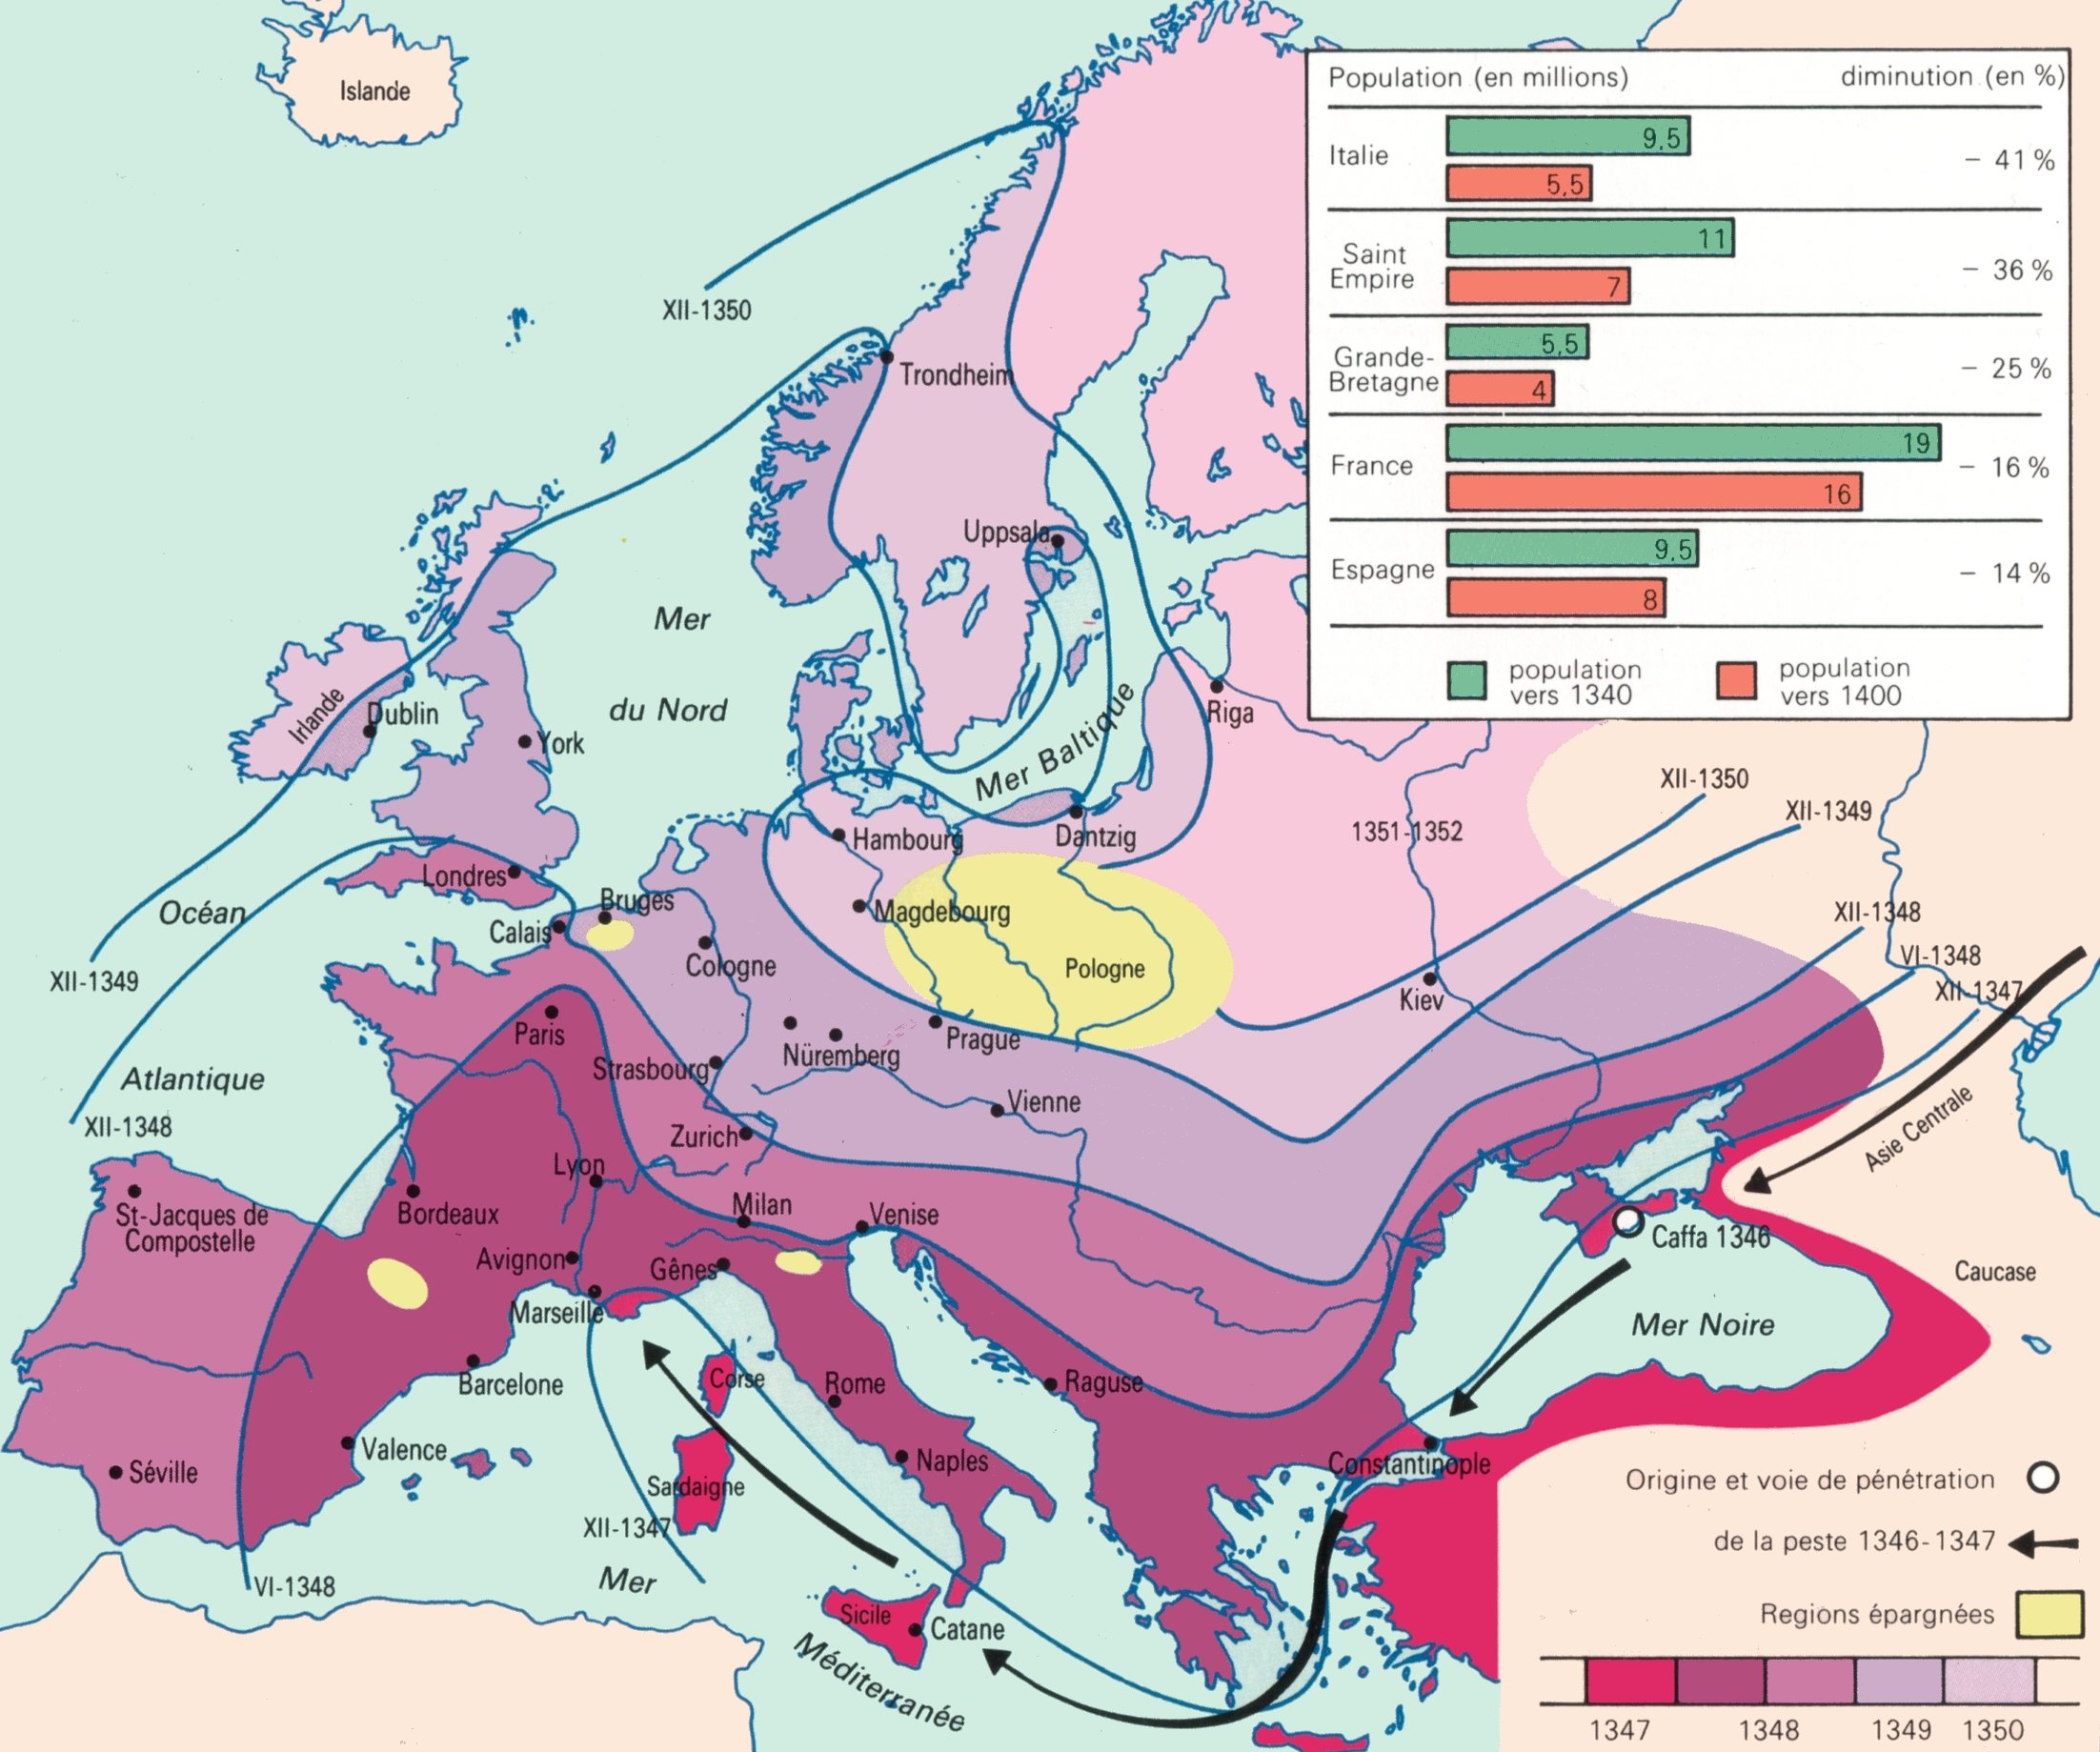 Islande
Population (en millions)
diminution (en %)
Italie
9,5
5,5
– 41 %
Saint
Empire
11
7
– 36 %
Grande-
Bretagne
5,5
4
– 25 %
France
19
16
– 16 %
Espagne
9,5
8
– 14 %
population
vers 1340
population
vers 1400
XII-1350
Trondheim
Uppsala
Mer
du Nord
Irlande
Dublin
York
Riga
Mer Baltique
XII-1350
XII-1349
1351-1352
Hambourg
Dantzig
Londres
Bruges
Océan
Magdebourg
Calais
XII-1348
Cologne
Pologne
VI-1348
XII-1349
XII-1347
Kiev
Paris
Prague
Nüremberg
Strasbourg
Atlantique
Vienne
XII-1348
Zurich
Asie Centrale
Lyon
Milan
St-Jacques de
Compostelle
Bordeaux
Venise
Caffa 1346
Avignon
Gênes
Caucase
Marseille
Mer Noire
Corse
Barcelone
Rome
Raguse
Valence
Séville
Naples
Constantinople
Sardaigne
Origine et voie de pénétration
XII-1347
de la peste 1346-1347
VI-1348
Mer
Sicile
Catane
Regions épargnées
Méditerranée
1347
1348
1349
1350